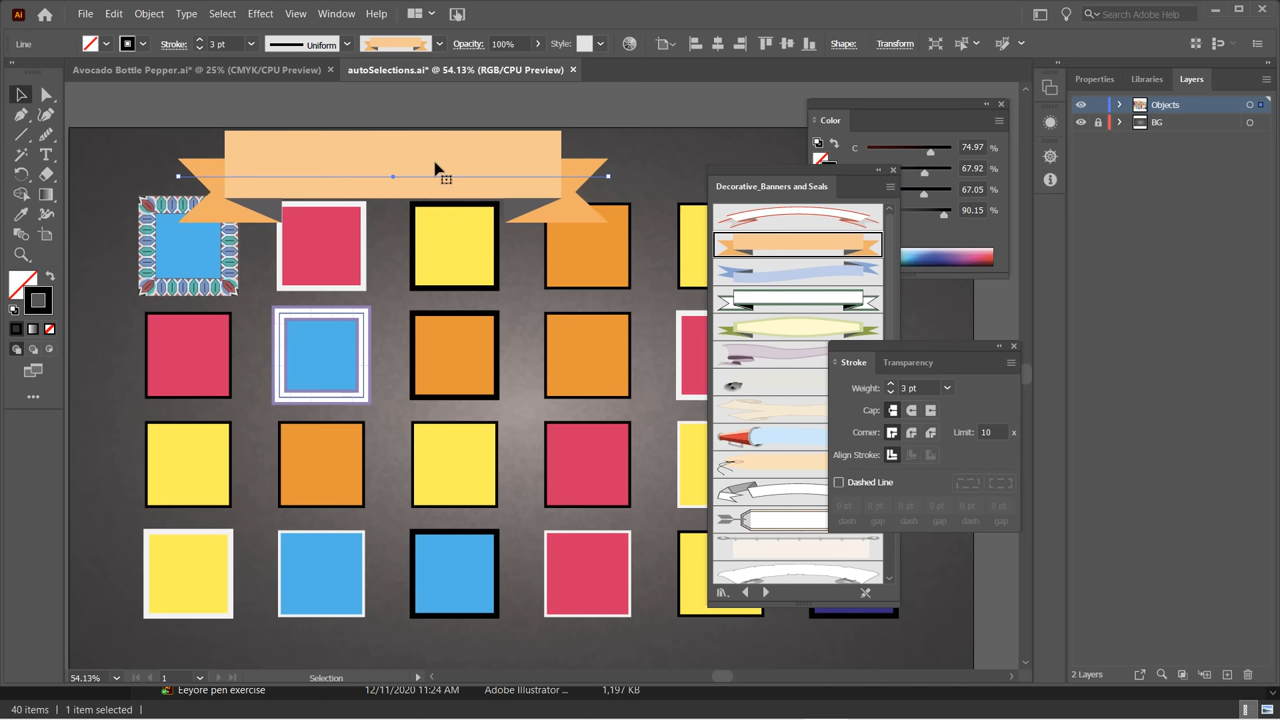 Ai File Edit Object Type Select Effect View Window Help Search Adobe Help
Line Stroke: 3 pt Uniform Opacity: 100% Style: Shape: Transform
Avocado Bottle Pepper.ai* @ 25% (CMYK/CPU Preview) × autoSelections.ai* @ 54.13% (RGB/CPU Preview) ×
Properties Libraries Layers
Objects
BG
Color
C 74.97 %
67.92 %
67.05 %
90.15 %
Decorative_Banners and Seals
Stroke Transparency
Weight: 3 pt
Cap:
Corner: Limit: 10 x
Align Stroke:
Dashed Line
0 pt 0 pt 0 pt 0 pt 0 pt 0 pt
dash gap dash gap dash gap
54.13% 1 Selection
2 Layers
Eeyore pen exercise 12/11/2020 11:24 AM Adobe Illustrator ... 1,197 KB
40 items 1 item selected